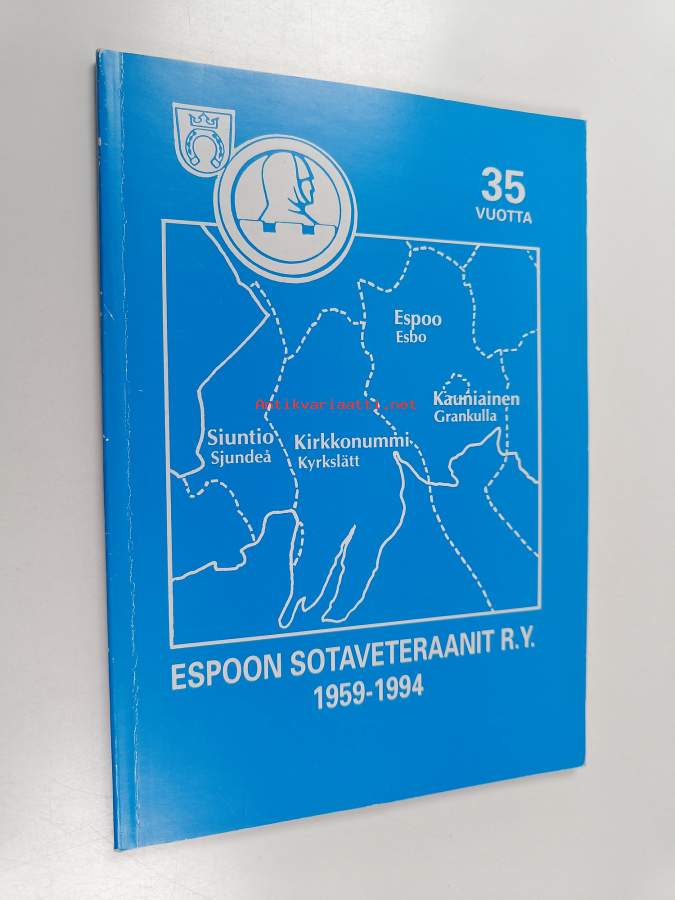 35
VUOTTA
Espoo
Esbo
Kauniainen
Grankulla
Antikvariaatti.net
Siuntio
Sjundeå
Kirkkonummi
Kyrkslätt
ESPOON SOTAVETERAANIT R.Y.
1959-1994